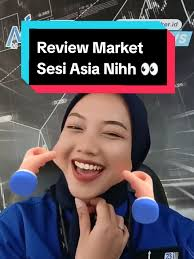 Review Market
Sesi Asia Nihh 👀